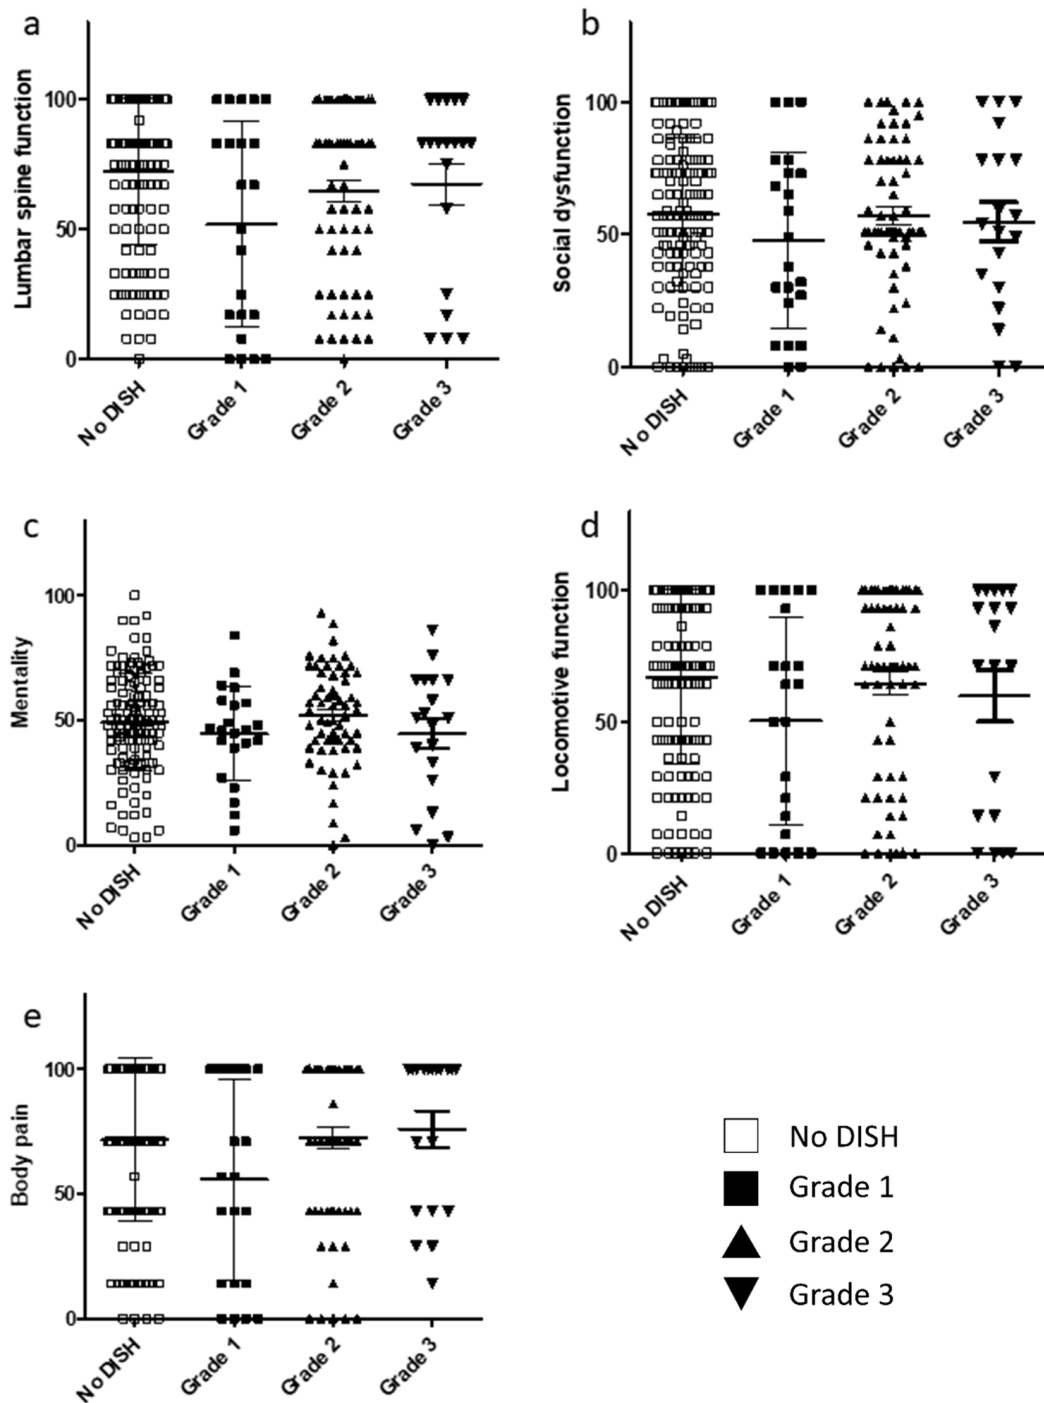 a
Lumbar spine function
100
50
0
No DISH
Grade 1
Grade 2
Grade 3
b
Social dysfunction
100
50
0
No DISH
Grade 1
Grade 2
Grade 3
c
Mentality
100
50
0
No DISH
Grade 1
Grade 2
Grade 3
d
Locomotive function
100
50
0
No DISH
Grade 1
Grade 2
Grade 3
e
Body pain
100
50
0
No DISH
Grade 1
Grade 2
Grade 3
No DISH
Grade 1
Grade 2
Grade 3